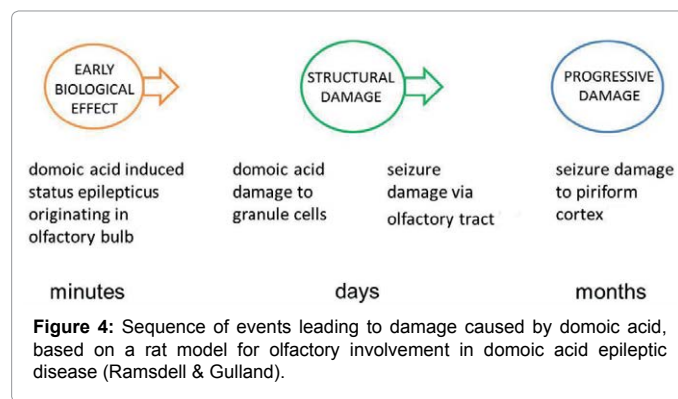 EARLY
BIOLOGICAL
EFFECT
STRUCTURAL
DAMAGE
PROGRESSIVE
DAMAGE
domoic acid induced
status epilepticus
originating in
olfactory bulb
domoic acid
damage to
granule cells
seizure
damage via
olfactory tract
seizure damage
to piriform
cortex
minutes
days
months
Figure 4: Sequence of events leading to damage caused by domoic acid,
based on a rat model for olfactory involvement in domoic acid epileptic
disease (Ramsdell & Gulland).